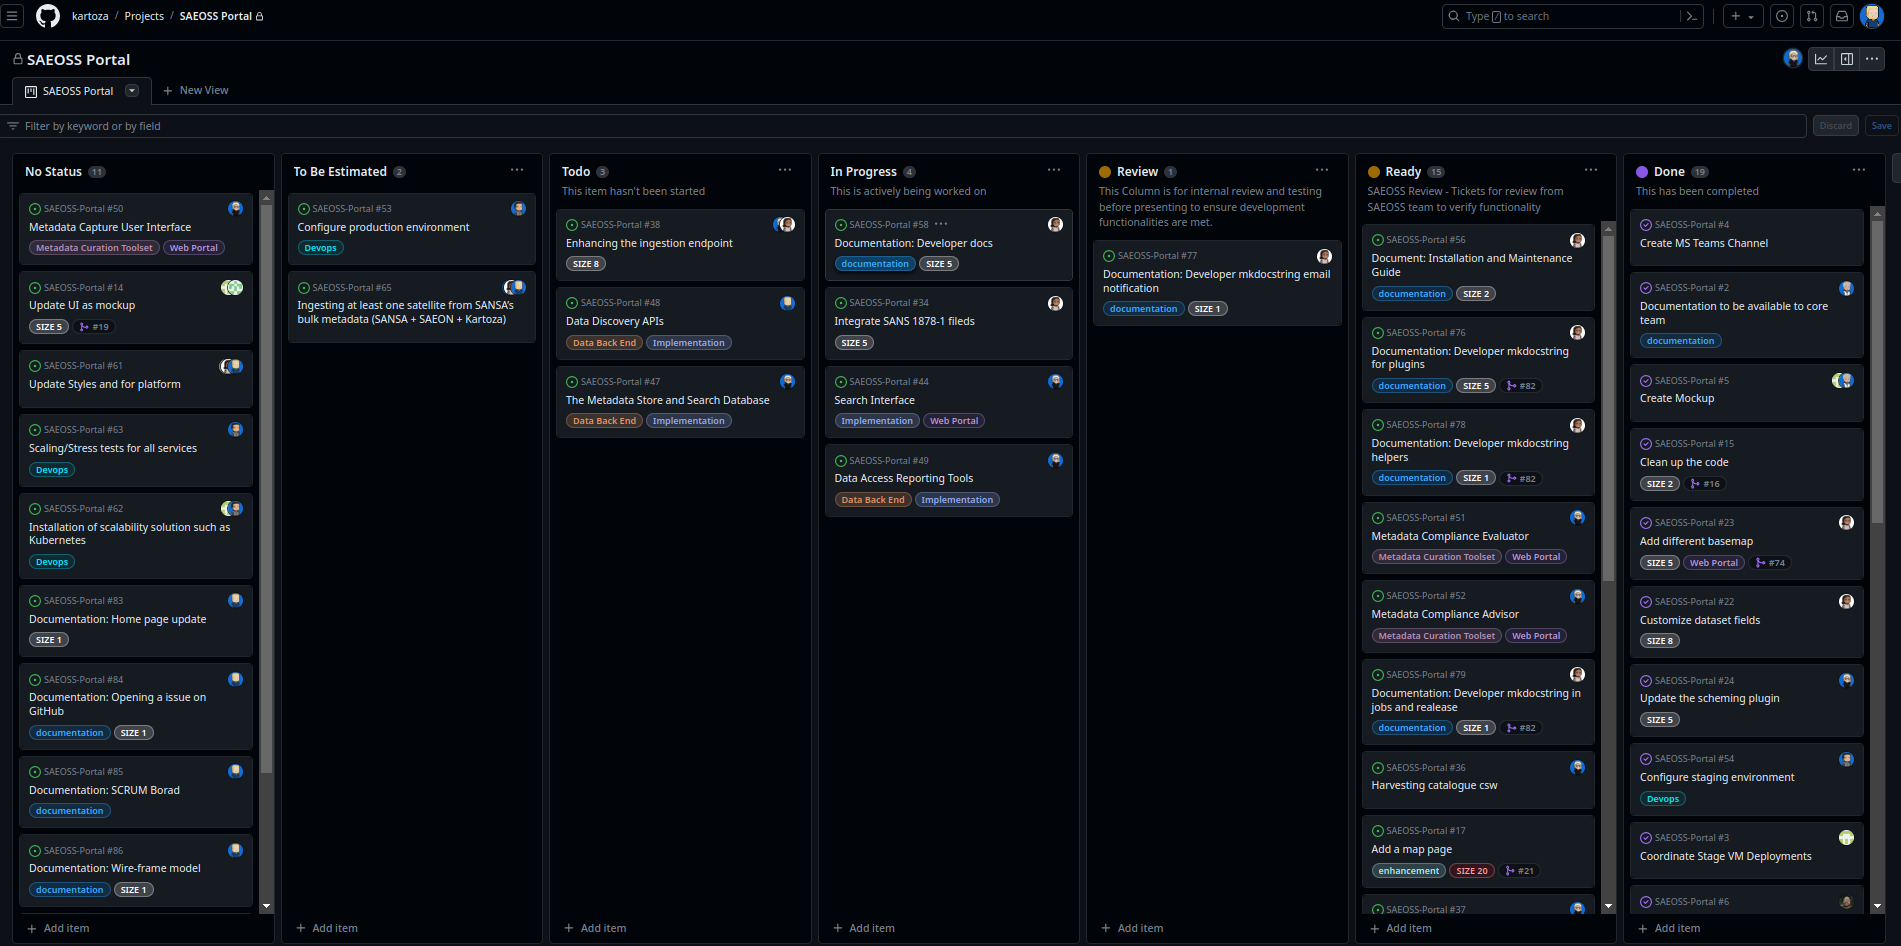 kartoza / Projects / SAEOSS Portal
Type / to search
SAEOSS Portal
SAEOSS Portal
New View
Filter by keyword or by field
Discard
Save
No Status 11
SAEOSS-Portal #50
Metadata Capture User Interface
Metadata Curation Toolset Web Portal
SAEOSS-Portal #14
Update UI as mockup
SIZE 5 #19
SAEOSS-Portal #61
Update Styles and for platform
SAEOSS-Portal #63
Scaling/Stress tests for all services
Devops
SAEOSS-Portal #62
Installation of scalability solution such as
Kubernetes
Devops
SAEOSS-Portal #83
Documentation: Home page update
SIZE 1
SAEOSS-Portal #84
Documentation: Opening a issue on
GitHub
documentation SIZE 1
SAEOSS-Portal #85
Documentation: SCRUM Borad
documentation
SAEOSS-Portal #86
Documentation: Wire-frame model
documentation SIZE 1
+ Add item
To Be Estimated 2
SAEOSS-Portal #53
Configure production environment
Devops
SAEOSS-Portal #65
Ingesting at least one satellite from SANSA's
bulk metadata (SANSA + SAEON + Kartoza)
+ Add item
Todo 3
This item hasn't been started
SAEOSS-Portal #38
Enhancing the ingestion endpoint
SIZE 8
SAEOSS-Portal #48
Data Discovery APIs
Data Back End Implementation
SAEOSS-Portal #47
The Metadata Store and Search Database
Data Back End Implementation
+ Add item
In Progress 4
This is actively being worked on
SAEOSS-Portal #58
Documentation: Developer docs
documentation SIZE 5
SAEOSS-Portal #34
Integrate SANS 1878-1 fileds
SIZE 5
SAEOSS-Portal #44
Search Interface
Implementation Web Portal
SAEOSS-Portal #49
Data Access Reporting Tools
Data Back End Implementation
+ Add item
Review 1
This Column is for internal review and testing
before presenting to ensure development
functionalities are met.
SAEOSS-Portal #77
Documentation: Developer mkdocstring email
notification
documentation SIZE 1
+ Add item
Ready 15
SAEOSS Review - Tickets for review from
SAEOSS team to verify functionality
SAEOSS-Portal #56
Document: Installation and Maintenance
Guide
documentation SIZE 2
SAEOSS-Portal #76
Documentation: Developer mkdocstring
for plugins
documentation SIZE 5 #82
SAEOSS-Portal #78
Documentation: Developer mkdocstring
helpers
documentation SIZE 1 #82
SAEOSS-Portal #51
Metadata Compliance Evaluator
Metadata Curation Toolset Web Portal
SAEOSS-Portal #52
Metadata Compliance Advisor
Metadata Curation Toolset Web Portal
SAEOSS-Portal #79
Documentation: Developer mkdocstring in
jobs and realease
documentation SIZE 1 #82
SAEOSS-Portal #36
Harvesting catalogue csw
SAEOSS-Portal #17
Add a map page
enhancement SIZE 20 #21
SAEOSS-Portal #37
+ Add item
Done 19
This has been completed
SAEOSS-Portal #4
Create MS Teams Channel
SAEOSS-Portal #2
Documentation to be available to core
team
documentation
SAEOSS-Portal #5
Create Mockup
SAEOSS-Portal #15
Clean up the code
SIZE 2 #16
SAEOSS-Portal #23
Add different basemap
SIZE 5 Web Portal #74
SAEOSS-Portal #22
Customize dataset fields
SIZE 8
SAEOSS-Portal #24
Update the scheming plugin
SIZE 5
SAEOSS-Portal #54
Configure staging environment
Devops
SAEOSS-Portal #3
Coordinate Stage VM Deployments
SAEOSS-Portal #6
+ Add item